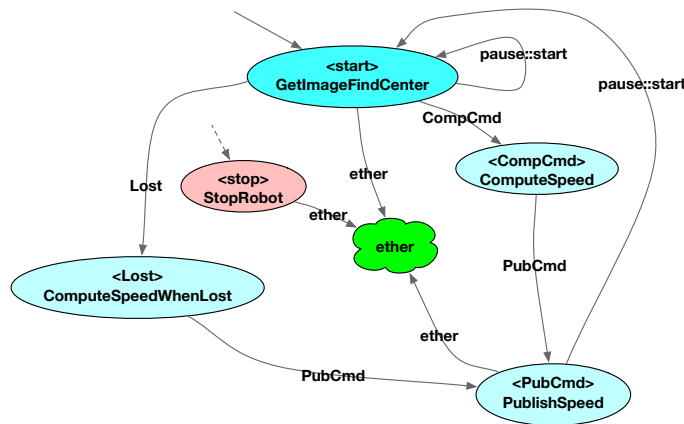 <start>
GetImageFindCenter
pause::start
pause::start
CompCmd
<CompCmd>
ComputeSpeed
ether
Lost
<stop>
StopRobot
ether
ether
PubCmd
<Lost>
ComputeSpeedWhenLost
ether
PubCmd
<PubCmd>
PublishSpeed